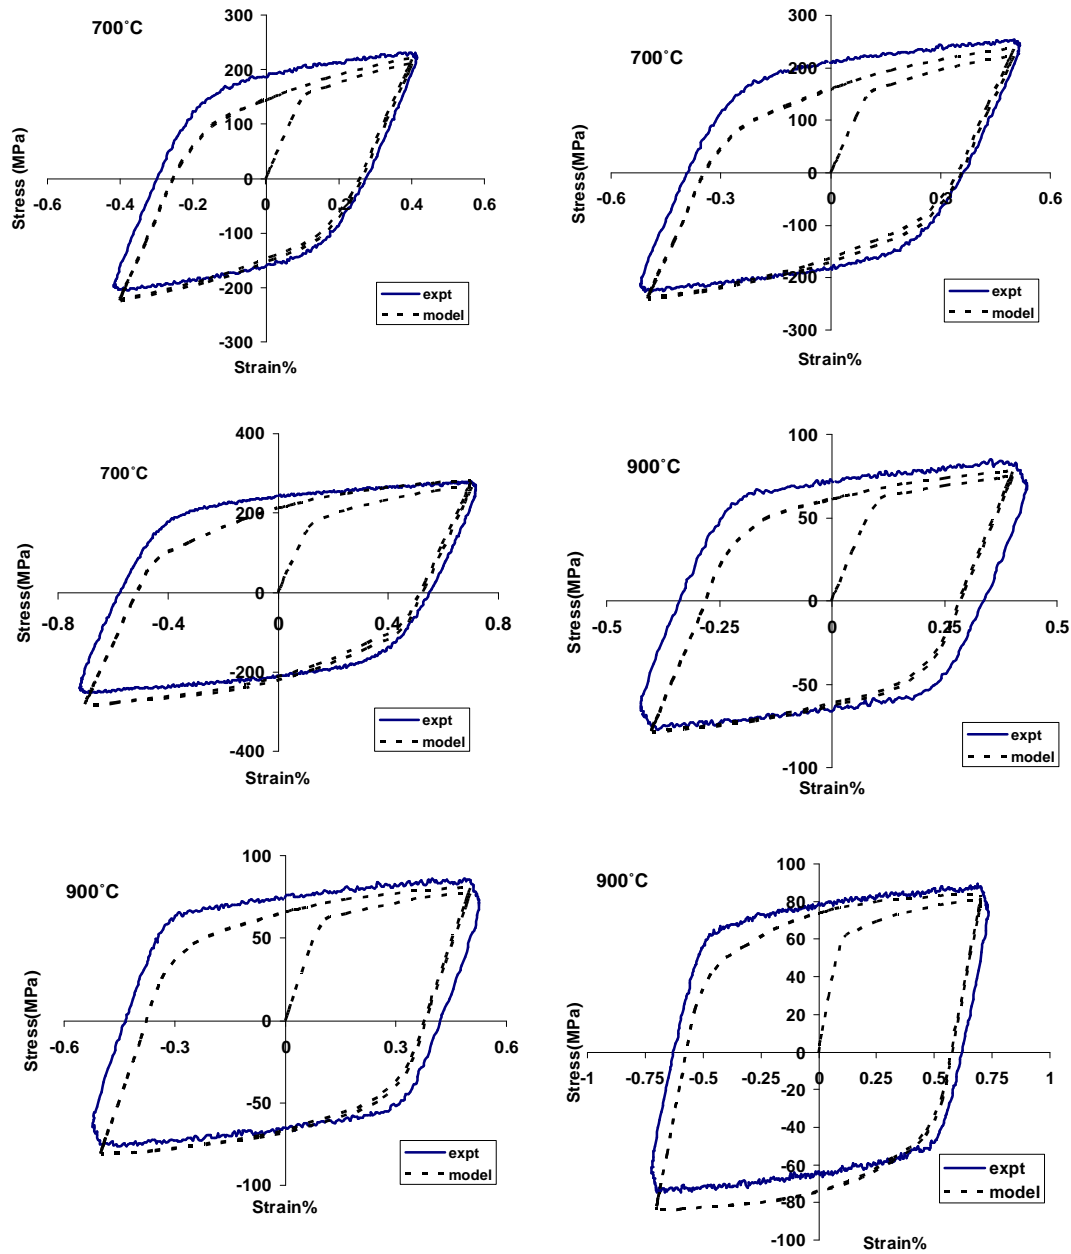 700˚C
Stress (MPa)
300
200
100
0
-100
-200
-300
-0.6
-0.4
-0.2
0
0.2
0.4
0.6
expt
model
Strain%
700˚C
Stress(MPa)
300
200
100
0
-100
-200
-300
-0.6
-0.3
0
0.3
0.6
expt
model
Strain%
700˚C
Stress(MPa)
400
200
0
-200
-400
-0.8
-0.4
0
0.4
0.8
expt
model
Strain%
900˚C
Stress(MPa)
100
50
0
-50
-100
-0.5
-0.25
0
0.25
0.5
expt
model
Strain%
900˚C
Stress(MPa)
100
50
0
-50
-100
-0.6
-0.3
0
0.3
0.6
expt
model
Strain%
900˚C
Stress(MPa)
100
80
60
40
20
0
-20
-40
-60
-80
-100
-1
-0.75
-0.5
-0.25
0
0.25
0.5
0.75
1
expt
model
Strain%